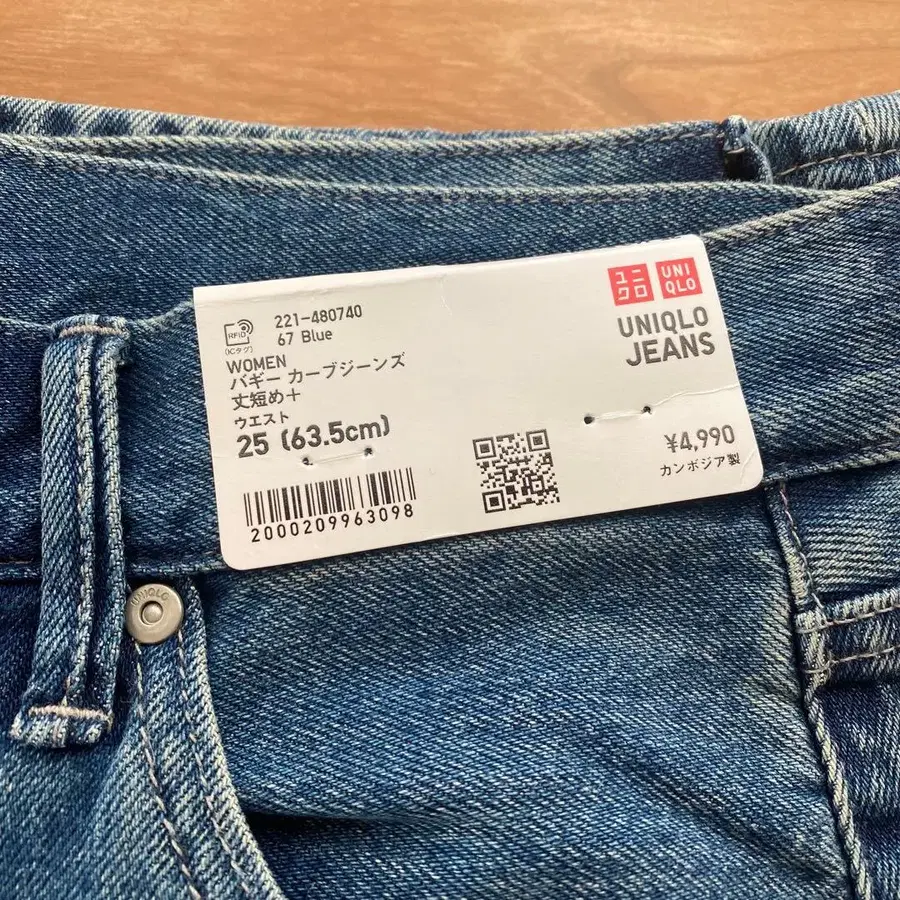 RFID
(ICタグ)
221-480740
67 Blue
WOMEN
バギー カーブジーンズ
丈短め+
ウエスト
25 (63.5cm)
2000209963098
ユニ
クロ
UNI
QLO
UNIQLO
JEANS
¥4,990
カンボジア製
UNIQLO